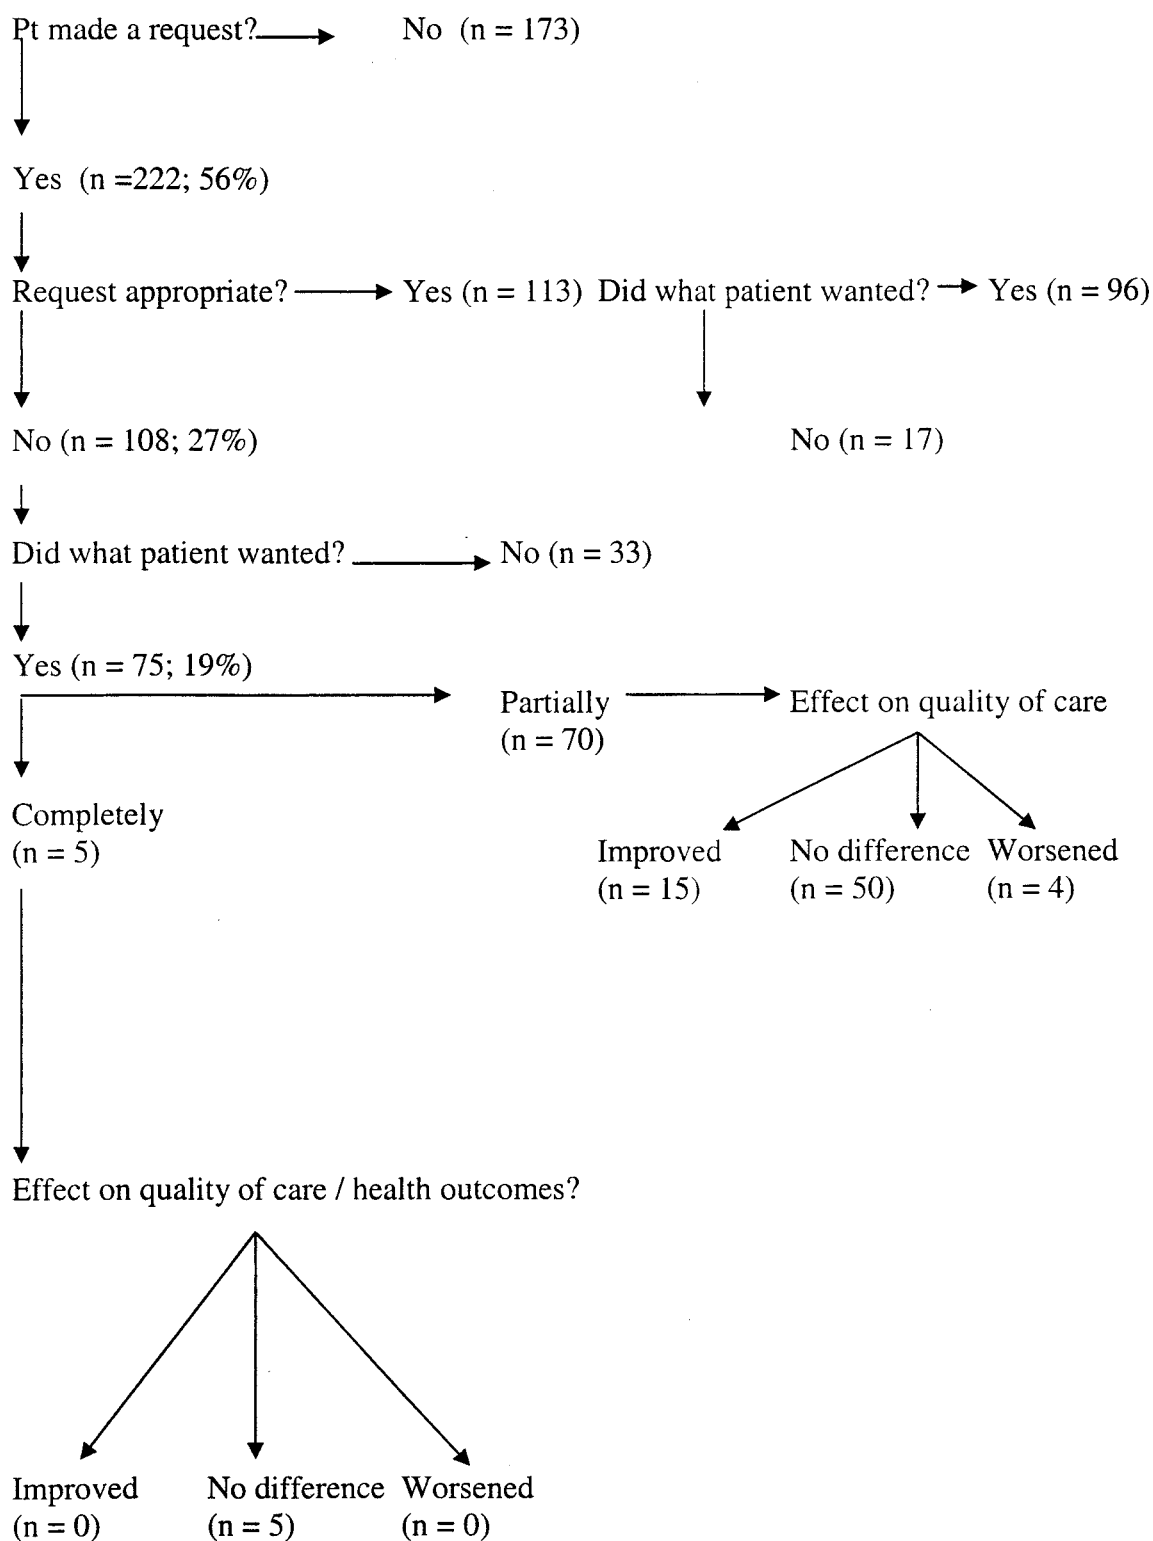 Pt made a request? No (n = 173)
Yes (n =222; 56%)
Request appropriate? Yes (n = 113) Did what patient wanted? Yes (n = 96)
No (n = 108; 27%) No (n = 17)
Did what patient wanted? No (n = 33)
Yes (n = 75; 19%)
Partially Effect on quality of care
(n = 70)
Completely
(n = 5)
Improved No difference Worsened
(n = 15) (n = 50) (n = 4)
Effect on quality of care / health outcomes?
Improved No difference Worsened
(n = 0) (n = 5) (n = 0)